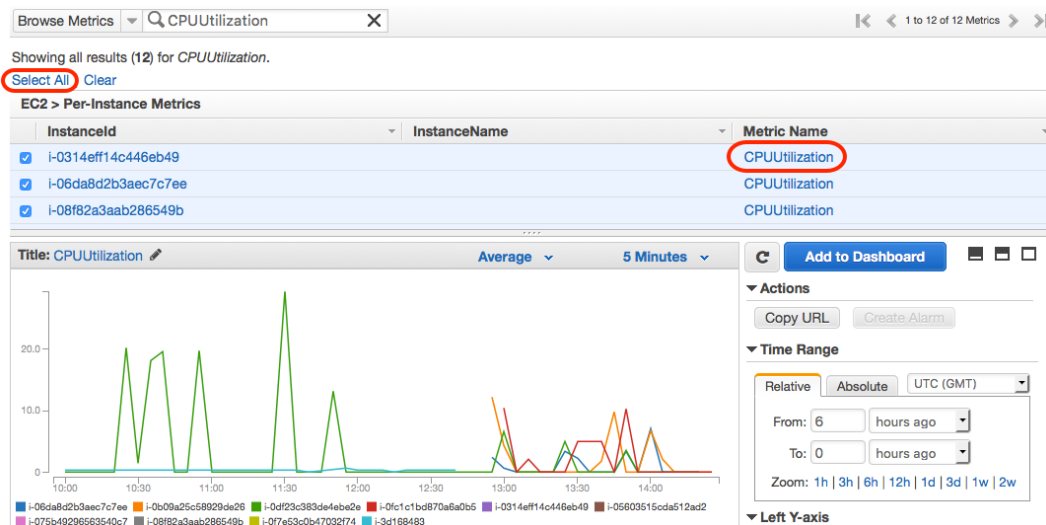 Browse Metrics CPUUtilization X 1 to 12 of 12 Metrics
Showing all results (12) for CPUUtilization.
Select All Clear
EC2 > Per-Instance Metrics
InstanceId InstanceName Metric Name
i-0314eff14c446eb49 CPUUtilization
i-06da8d2b3aec7c7ee CPUUtilization
i-08f82a3aab286549b CPUUtilization
Title: CPUUtilization Average 5 Minutes
Add to Dashboard
Actions
Copy URL Create Alarm
Time Range
Relative Absolute UTC (GMT)
From: 6 hours ago
To: 0 hours ago
Zoom: 1h | 3h | 6h | 12h | 1d | 3d | 1w | 2w
Left Y-axis
20.0
10.0
0
10:00 10:30 11:00 11:30 12:00 12:30 13:00 13:30 14:00
i-06da8d2b3aec7c7ee i-0b09a25c58929de26 i-0df23c383de4ebe2e i-0fc1c1bd870a6a0b5 i-0314eff14c446eb49 i-05603515cda512ad2
i-075b49296563540c7 i-08f82a3aab286549b i-0f7e53c0b47032f74 i-3d168483